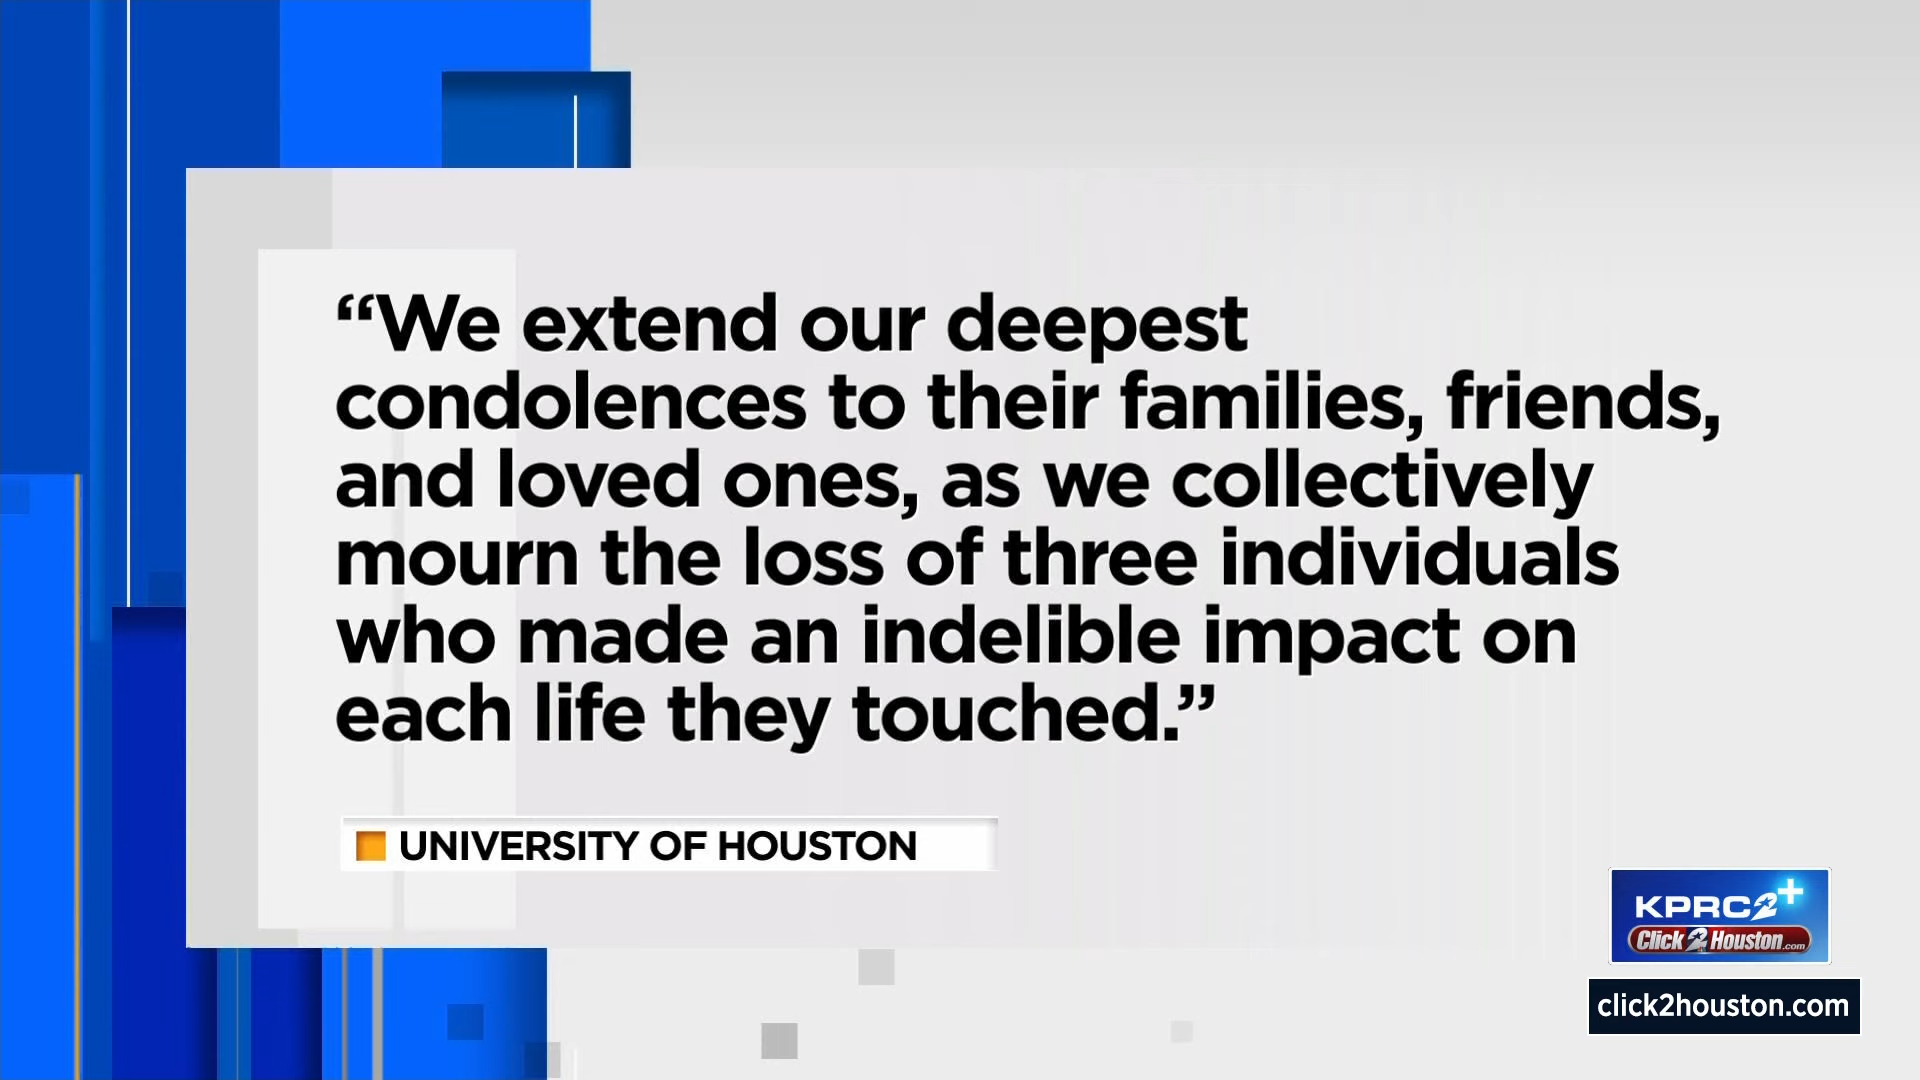 “We extend our deepest
condolences to their families, friends,
and loved ones, as we collectively
mourn the loss of three individuals
who made an indelible impact on
each life they touched.”
UNIVERSITY OF HOUSTON
KPRC2+
Click2Houston.com
click2houston.com